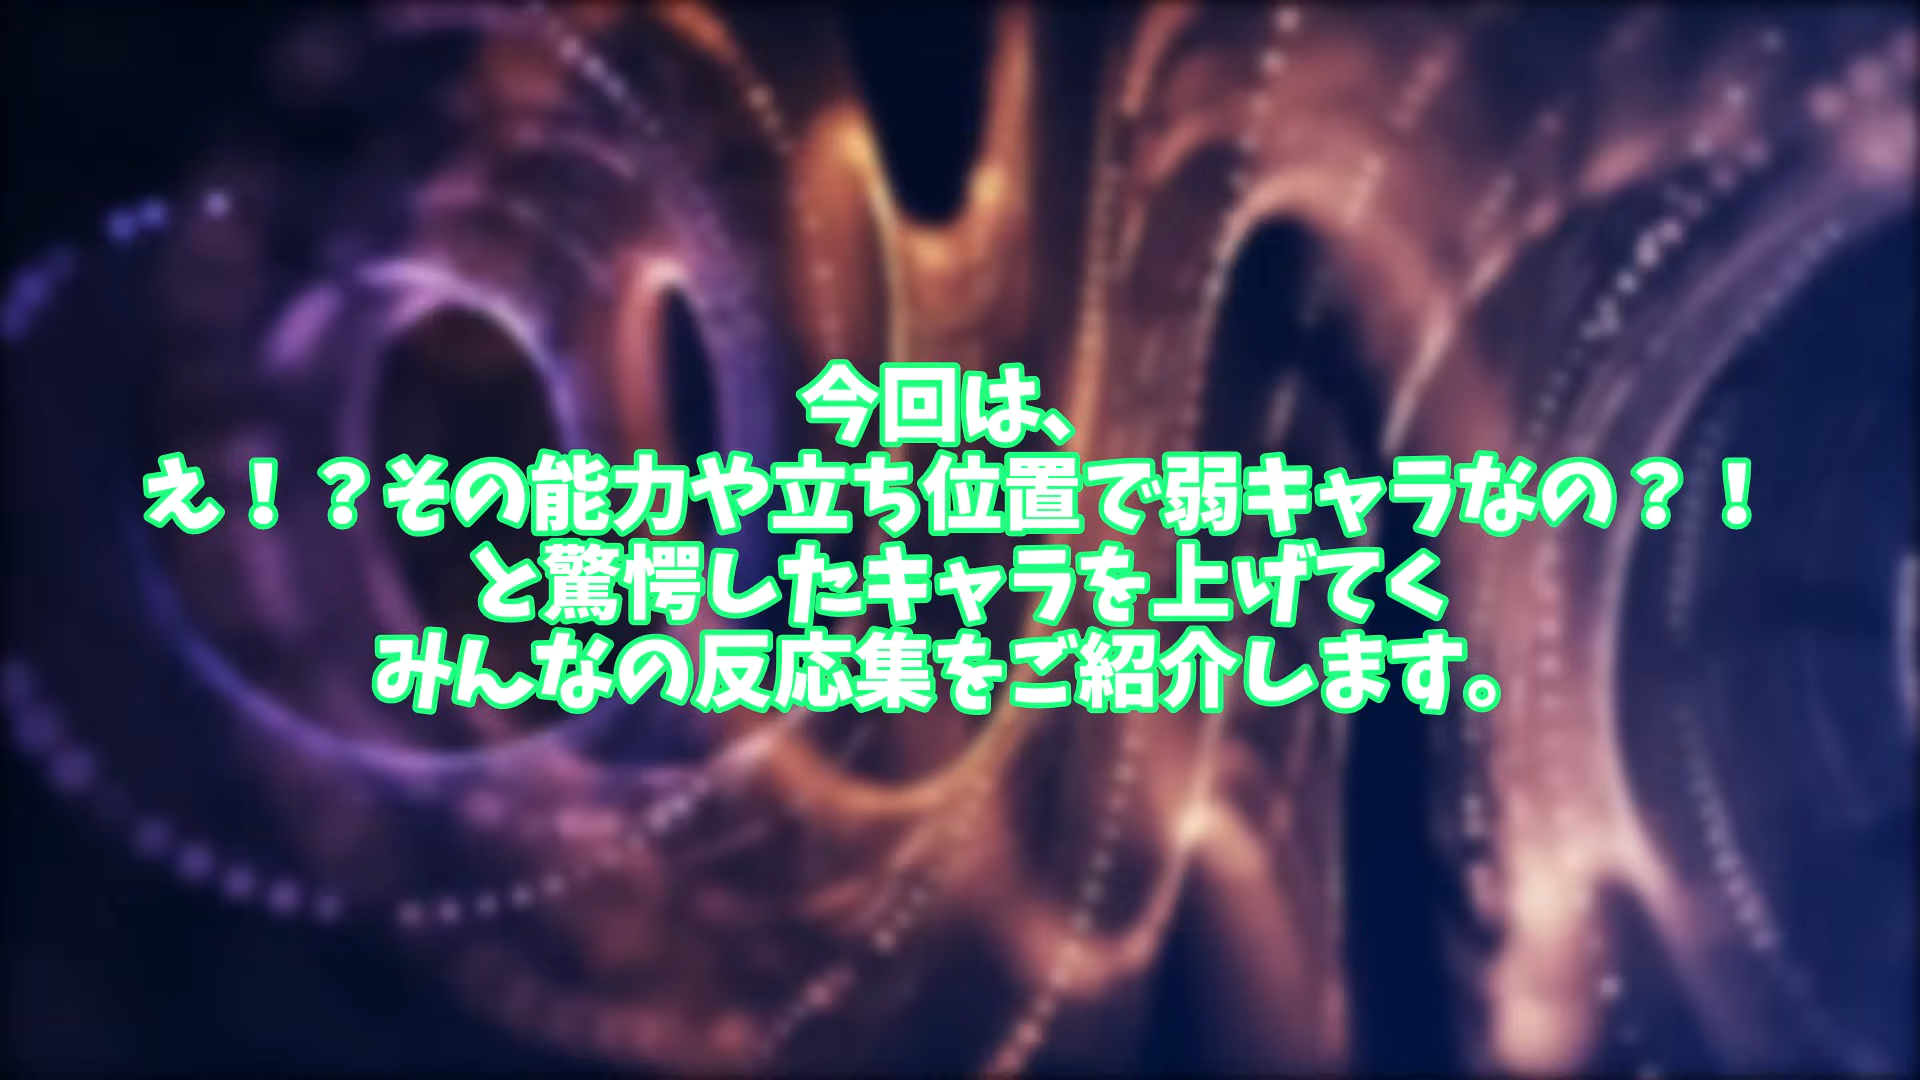 今回は、
え！？その能力や立ち位置で弱キャラなの？！
と驚愕したキャラを上げてく
みんなの反応集をご紹介します。